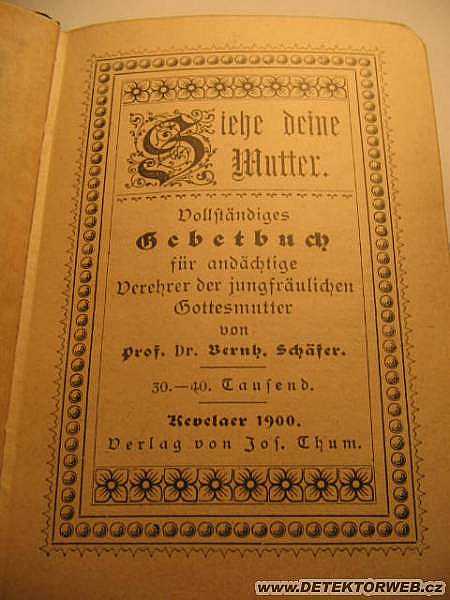 Siehe deine
Mutter.
Vollständiges
Gebetbuch
für andächtige
Verehrer der jungfräulichen
Gottesmutter
von
Prof. Dr. Bernh. Schäfer.
30.—40. Tausend.
Kevelaer 1900.
Verlag von Jos. Thum.
www.DETEKTORWEB.cz